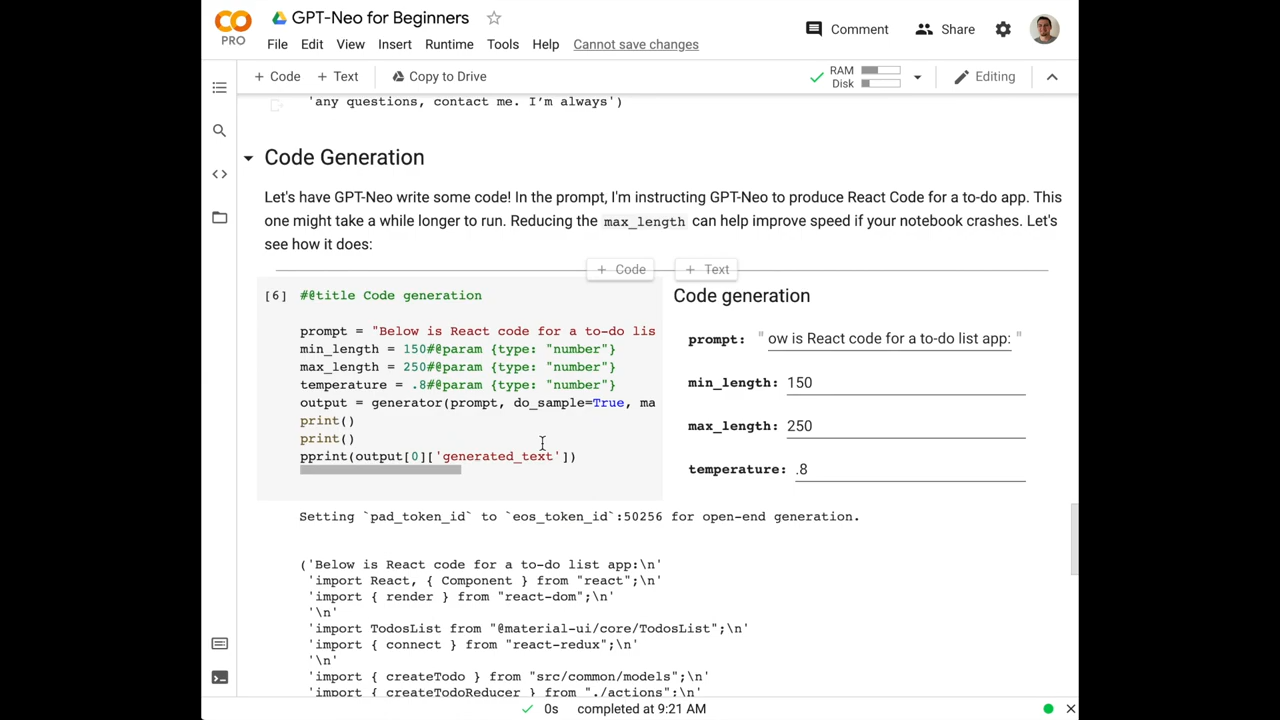 GPT-Neo for Beginners
PRO
File Edit View Insert Runtime Tools Help Cannot save changes
Comment
Share
+ Code + Text Copy to Drive
RAM
Disk
Editing
'any questions, contact me. I’m always')
Code Generation
Let's have GPT-Neo write some code! In the prompt, I'm instructing GPT-Neo to produce React Code for a to-do app. This
one might take a while longer to run. Reducing the max_length can help improve speed if your notebook crashes. Let's
see how it does:
+ Code + Text
[6] #@title Code generation
prompt = "Below is React code for a to-do lis
min_length = 150#@param {type: "number"}
max_length = 250#@param {type: "number"}
temperature = .8#@param {type: "number"}
output = generator(prompt, do_sample=True, ma
print()
print()
pprint(output[0]['generated_text'])
Code generation
prompt: " ow is React code for a to-do list app: "
min_length: 150
max_length: 250
temperature: .8
Setting `pad_token_id` to `eos_token_id`:50256 for open-end generation.
('Below is React code for a to-do list app:\n'
'import React, { Component } from "react";\n'
'import { render } from "react-dom";\n'
'\n'
'import TodosList from "@material-ui/core/TodosList";\n'
'import { connect } from "react-redux";\n'
'\n'
'import { createTodo } from "src/common/models";\n'
'import { createTodoReducer } from "./actions";\n'
0s completed at 9:21 AM